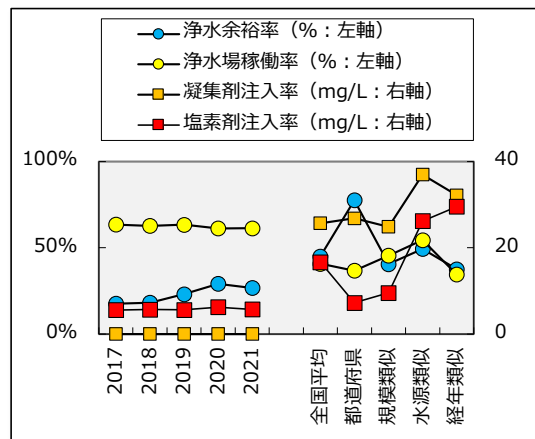 浄水余裕率（%：左軸）
浄水場稼働率（%：左軸）
凝集剤注入率（mg/L：右軸）
塩素剤注入率（mg/L：右軸）
100%
50%
0%
40
20
0
2017
2018
2019
2020
2021
全国平均
都道府県
規模類似
水源類似
経年類似